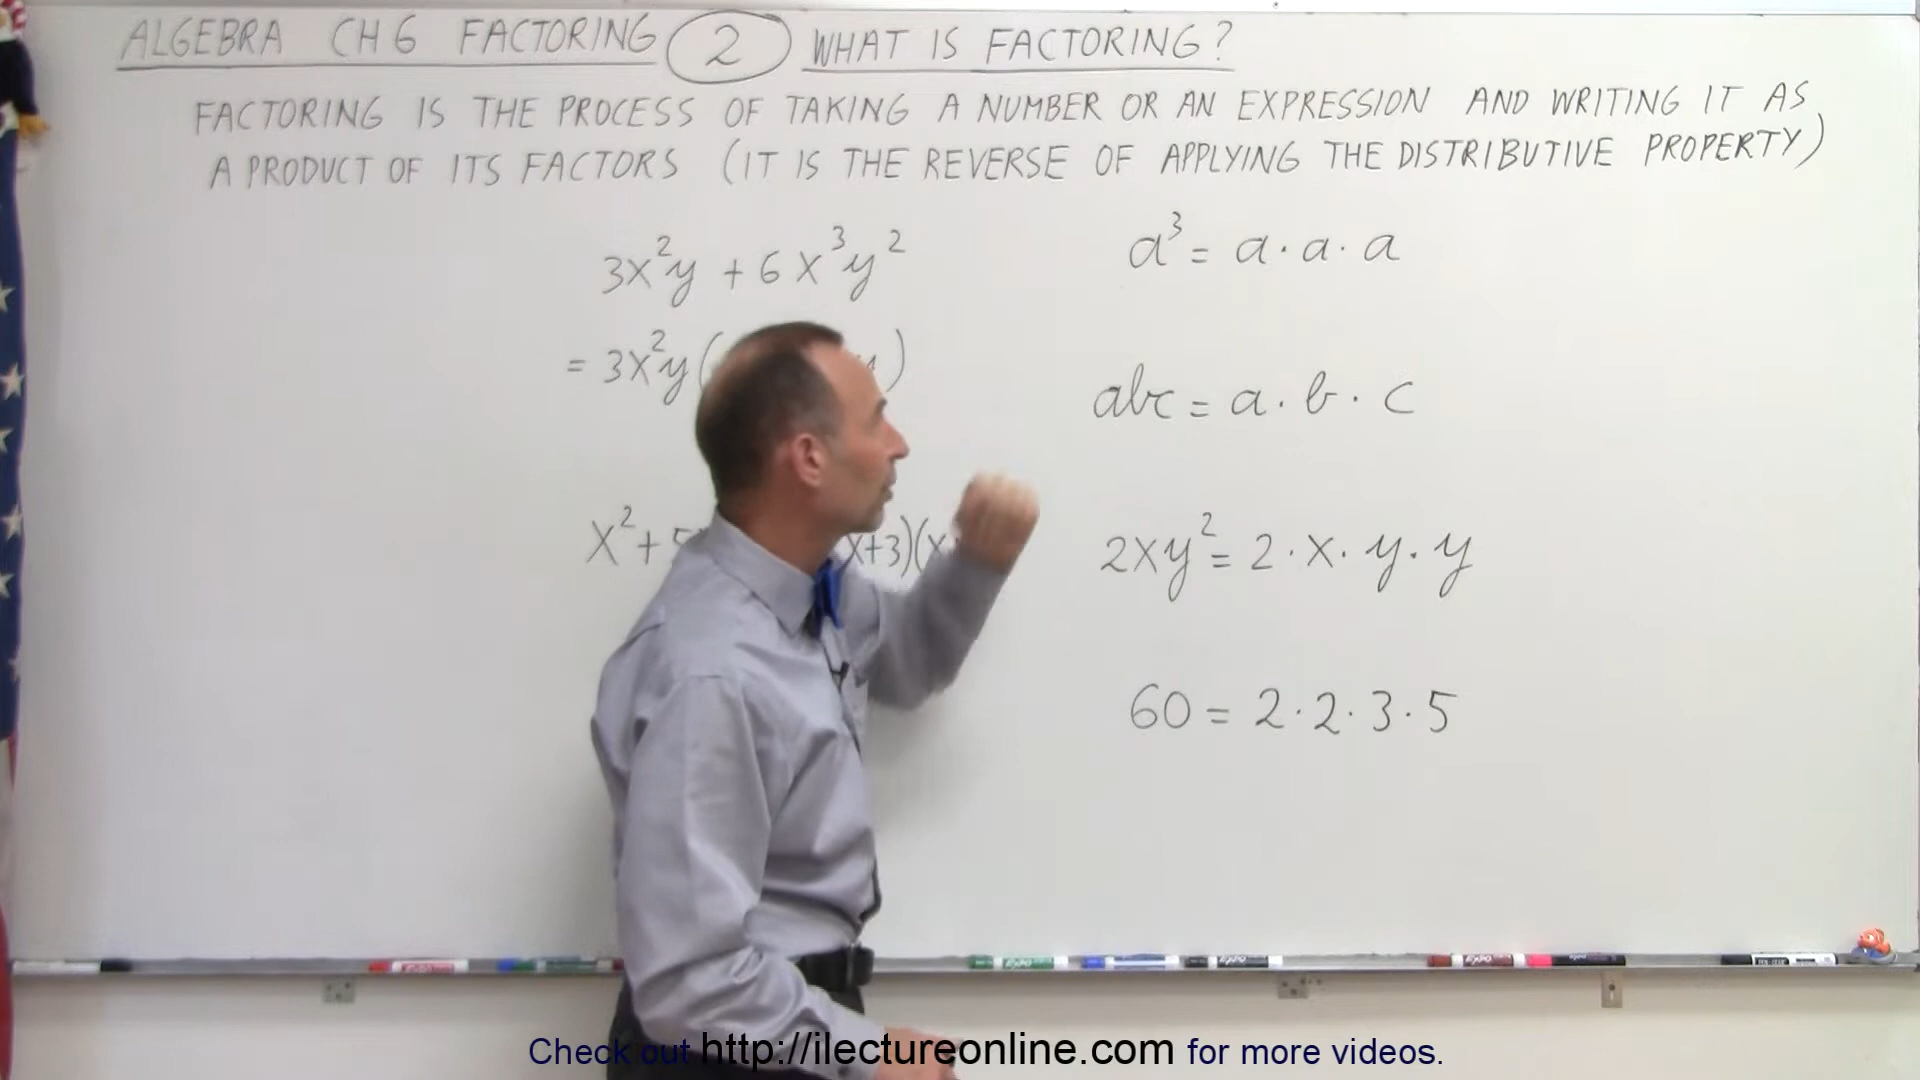 ALGEBRA CH 6 FACTORING 2 WHAT IS FACTORING?
FACTORING IS THE PROCESS OF TAKING A NUMBER OR AN EXPRESSION AND WRITING IT AS
A PRODUCT OF ITS FACTORS (IT IS THE REVERSE OF APPLYING THE DISTRIBUTIVE PROPERTY)
3x²y + 6x³y²
= 3x²y( y)
x² + 5 x+3)(x
a³ = a · a · a
abc = a · b · c
2xy² = 2 · x · y · y
60 = 2 · 2 · 3 · 5
Check out http://ilectureonline.com for more videos.